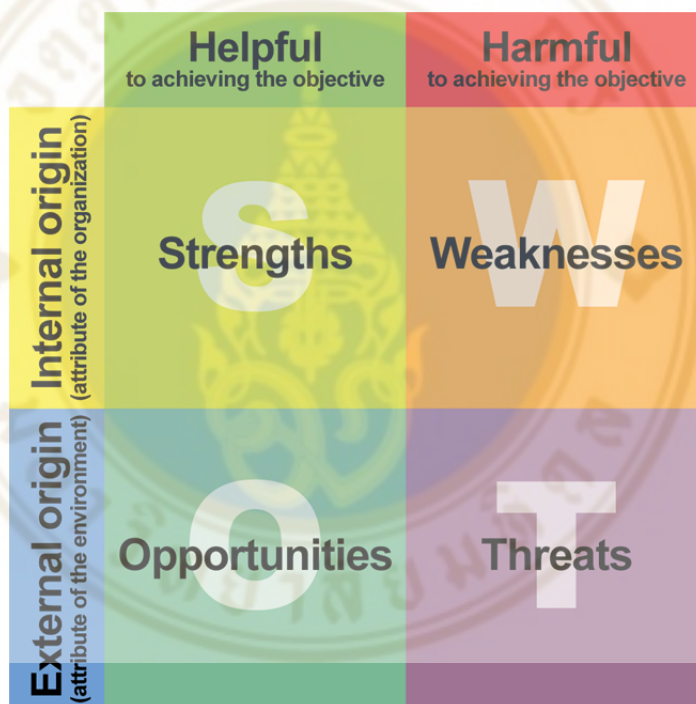 Helpful
to achieving the objective
Harmful
to achieving the objective
Internal origin
(attribute of the organization)
S
Strengths
W
Weaknesses
External origin
(attribute of the environment)
O
Opportunities
T
Threats